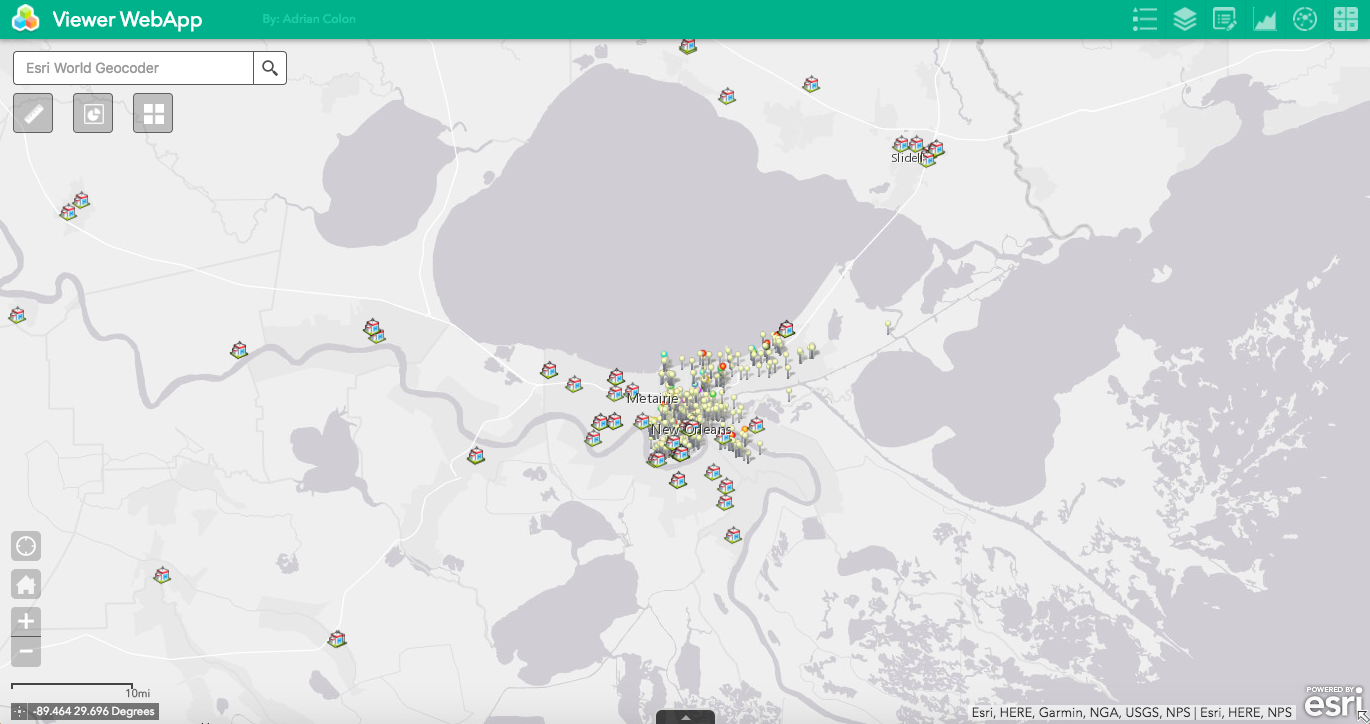 Viewer WebApp
By: Adrian Colon
Esri World Geocoder
Slidell
Metairie
New Orleans
10mi
-89.464 29.696 Degrees
Esri, HERE, Garmin, NGA, USGS, NPS | Esri, HERE, NPS
POWERED BY
esri